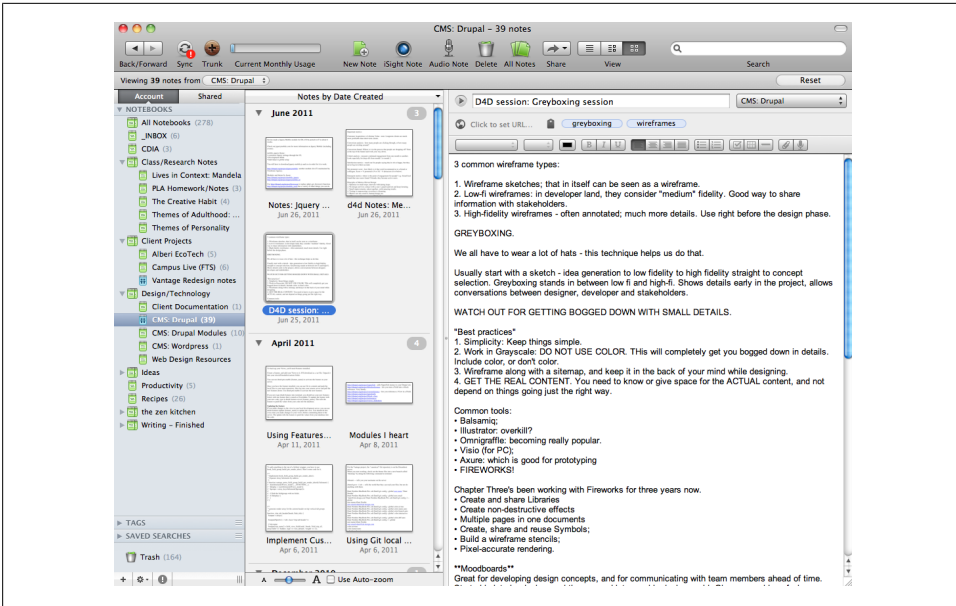 CMS: Drupal – 39 notes
Back/Forward Sync Trunk Current Monthly Usage New Note iSight Note Audio Note Delete All Notes Share View Search
Viewing 39 notes from CMS: Drupal Reset
Account Shared
NOTEBOOKS
All Notebooks (278)
_INBOX (6)
CDIA (3)
Class/Research Notes
Lives in Context: Mandela
PLA Homework/Notes (3)
The Creative Habit (4)
Themes of Adulthood: ...
Themes of Personality
Client Projects
Alberi EcoTech (5)
Campus Live (FTS) (6)
Vantage Redesign notes
Design/Technology
Client Documentation (1)
CMS: Drupal (39)
CMS: Drupal Modules (10)
CMS: Wordpress (1)
Web Design Resources
Ideas
Productivity (5)
Recipes (26)
the zen kitchen
Writing – Finished
TAGS
SAVED SEARCHES
Trash (164)
Notes by Date Created
June 2011 3
Notes: Jquery ...
Jun 26, 2011
d4d Notes: Me...
Jun 26, 2011
D4D session: ...
Jun 25, 2011
April 2011 4
Using Features...
Apr 11, 2011
Modules I heart
Apr 8, 2011
Implement Cus...
Apr 6, 2011
Using Git local ...
Apr 6, 2011
A A Use Auto-zoom
D4D session: Greyboxing session CMS: Drupal
Click to set URL... greyboxing wireframes
B I U
3 common wireframe types:
1. Wireframe sketches; that in itself can be seen as a wireframe.
2. Low-fi wireframes: in developer land, they consider "medium" fidelity. Good way to share
information with stakeholders.
3. High-fidelity wireframes - often annotated; much more details. Use right before the design phase.
GREYBOXING.
We all have to wear a lot of hats - this technique helps us do that.
Usually start with a sketch - idea generation to low fidelity to high fidelity straight to concept
selection. Greyboxing stands in between low fi and high-fi. Shows details early in the project, allows
conversations between designer, developer and stakeholders.
WATCH OUT FOR GETTING BOGGED DOWN WITH SMALL DETAILS.
"Best practices"
1. Simplicity: Keep things simple.
2. Work in Grayscale: DO NOT USE COLOR. THis will completely get you bogged down in details.
Include color, or don't color.
3. Wireframe along with a sitemap, and keep it in the back of your mind while designing.
4. GET THE REAL CONTENT. You need to know or give space for the ACTUAL content, and not
depend on things going just the right way.
Common tools:
• Balsamiq;
• Illustrator: overkill?
• Omnigraffle: becoming really popular.
• Visio (for PC);
• Axure: which is good for prototyping
• FIREWORKS!
Chapter Three's been working with Fireworks for three years now.
• Create and share Libraries
• Create non-destructive effects
• Multiple pages in one documents
• Create, share and reuse Symbols;
• Build a wireframe stencils;
• Pixel-accurate rendering.
**Moodboards**
Great for developing design concepts, and for communicating with team members ahead of time.